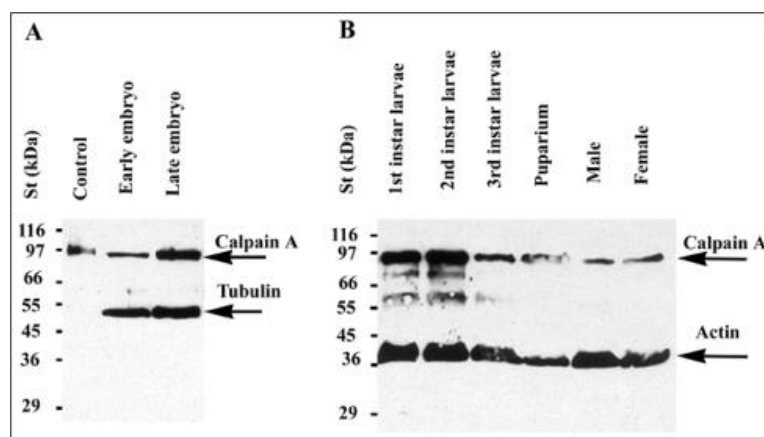 A
St (kDa)
Control
Early embryo
Late embryo
116
97
66
55
45
36
29
Calpain A
Tubulin
B
St (kDa)
1st instar larvae
2nd instar larvae
3rd instar larvae
Puparium
Male
Female
116
97
66
55
45
36
29
Calpain A
Actin